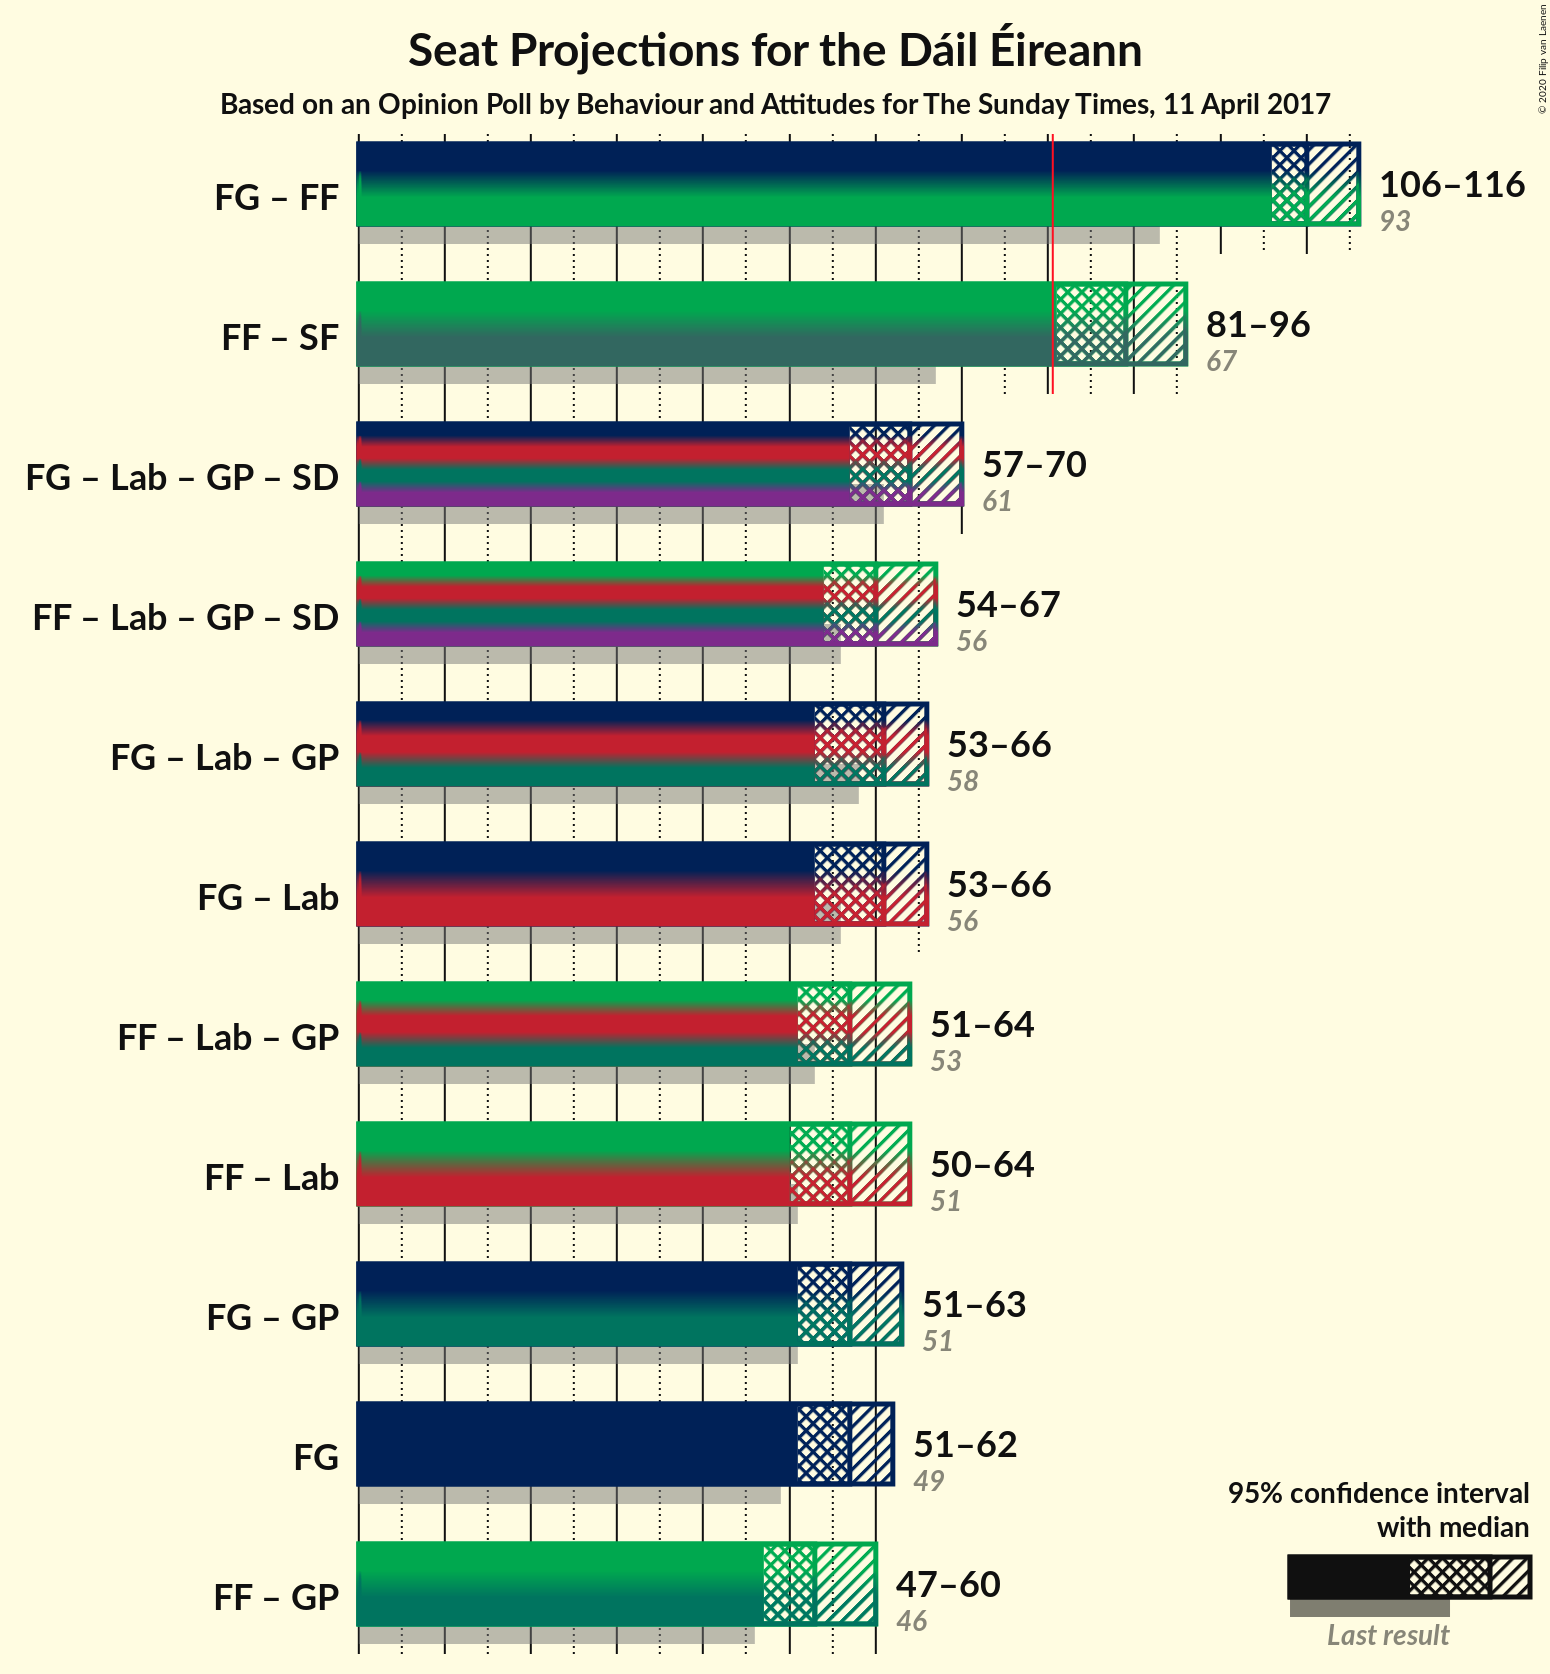 Seat Projections for the Dáil Éireann
Based on an Opinion Poll by Behaviour and Attitudes for The Sunday Times, 11 April 2017
© 2020 Filip van Laenen
FG – FF
106–116
93
FF – SF
81–96
67
FG – Lab – GP – SD
57–70
61
FF – Lab – GP – SD
54–67
56
FG – Lab – GP
53–66
58
FG – Lab
53–66
56
FF – Lab – GP
51–64
53
FF – Lab
50–64
51
FG – GP
51–63
51
FG
51–62
49
FF – GP
47–60
46
95% confidence interval
with median
Last result